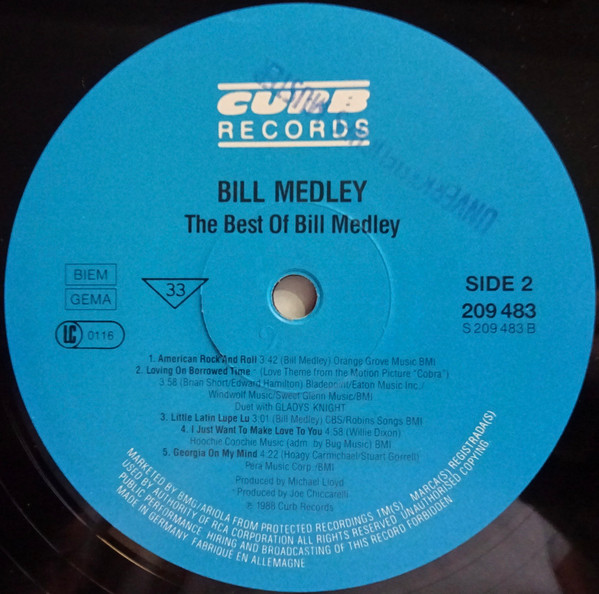 CURB
RECORDS
BILL MEDLEY
The Best Of Bill Medley
BIEM
GEMA
33
LC 0116
SIDE 2
209 483
S 209 483 B
1. American Rock And Roll 3:42 (Bill Medley) Orange Grove Music BMI
2. Loving On Borrowed Time * (Love Theme from the Motion Picture "Cobra")
3:58 (Brian Short/Edward Hamilton) Bladepoint/Eaton Music Inc./
Windwolf Music/Sweet Glenn Music/BMI)
Duet with GLADYS KNIGHT
3. Little Latin Lupe Lu 3:01 (Bill Medley) CBS/Robins Songs BMI
4. I Just Want To Make Love To You 4:58 (Willie Dixon)
Hoochie Coochie Music (adm. by Bug Music) BMI
5. Georgia On My Mind 4:22 (Hoagy Carmichael/Stuart Gorrell)
Pera Music Corp. (BMI)
Produced by Michael Lloyd
* Produced by Joe Chiccarelli
℗ 1988 Curb Records
MARKETED BY BMG/ARIOLA FROM PROTECTED RECORDINGS TM(S). MARCA(S) REGISTRADA(S)
USED BY AUTHORITY OF RCA CORPORATION ALL RIGHTS RESERVED UNAUTHORISED COPYING.
PUBLIC PERFORMANCE HIRING AND BROADCASTING OF THIS RECORD FORBIDDEN
MADE IN GERMANY FABRIQUÉ EN ALLEMAGNE